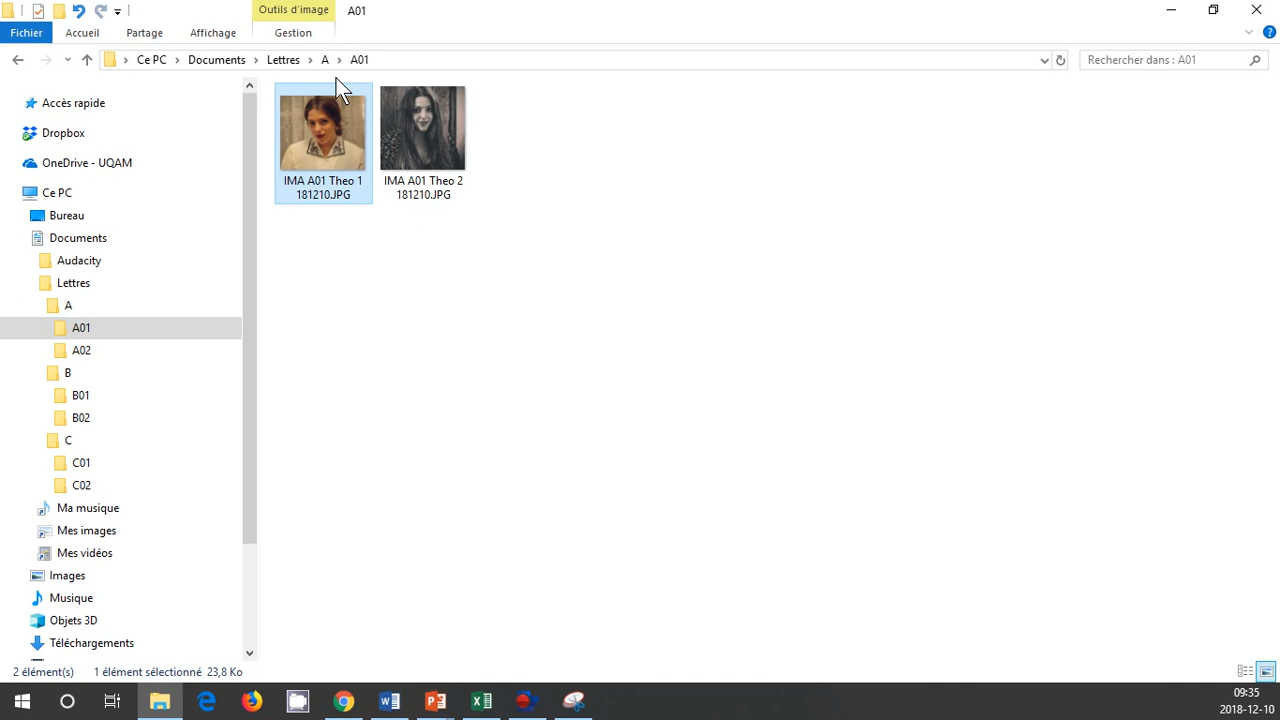 Outils d'image
A01
Fichier
Accueil
Partage
Affichage
Gestion
Ce PC
Documents
Lettres
A
A01
Rechercher dans : A01
Accès rapide
Dropbox
OneDrive - UQAM
Ce PC
Bureau
Documents
Audacity
Lettres
A
A01
A02
B
B01
B02
C
C01
C02
Ma musique
Mes images
Mes vidéos
Images
Musique
Objets 3D
Téléchargements
IMA A01 Theo 1
181210.JPG
IMA A01 Theo 2
181210.JPG
2 élément(s)
1 élément sélectionné 23,8 Ko
09:35
2018-12-10